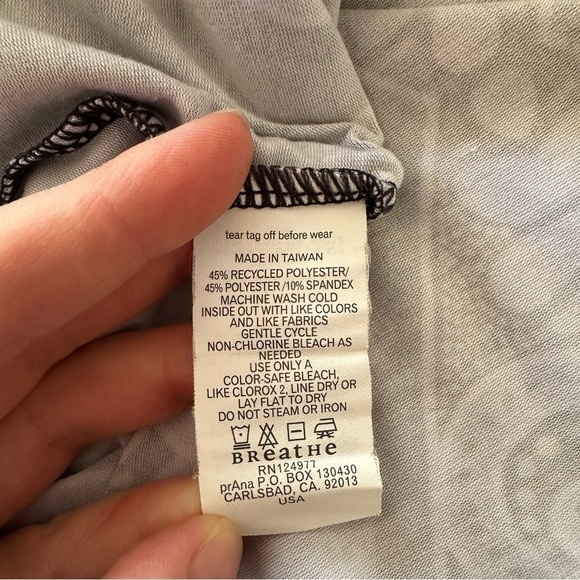 tear tag off before wear
MADE IN TAIWAN
45% RECYCLED POLYESTER/
45% POLYESTER /10% SPANDEX
MACHINE WASH COLD
INSIDE OUT WITH LIKE COLORS
AND LIKE FABRICS
GENTLE CYCLE
NON-CHLORINE BLEACH AS
NEEDED
USE ONLY A
COLOR-SAFE BLEACH,
LIKE CLOROX 2, LINE DRY OR
LAY FLAT TO DRY
DO NOT STEAM OR IRON
BReatHe
RN124977
prAna P.O. BOX 130430
CARLSBAD, CA. 92013
USA